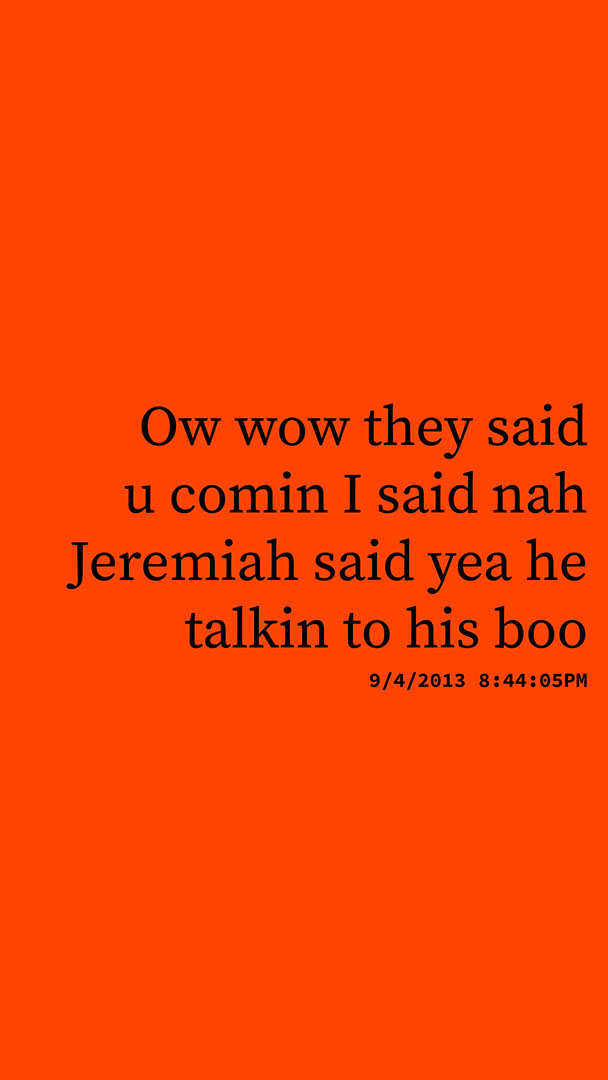 Ow wow they said
u comin I said nah
Jeremiah said yea he
talkin to his boo
9/4/2013 8:44:05PM